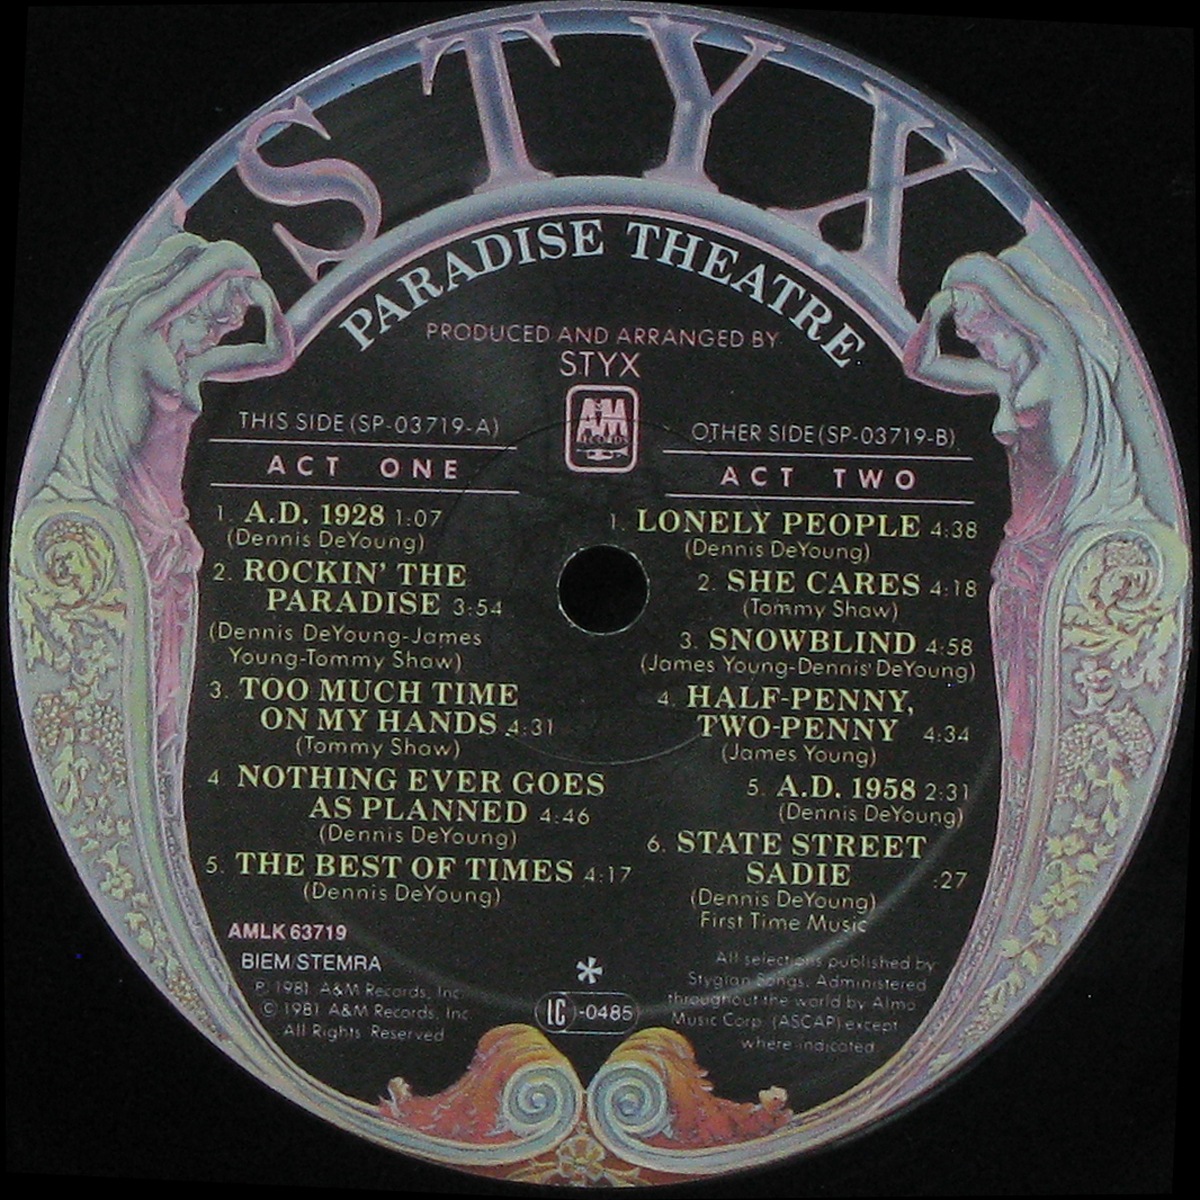 STYX
PARADISE THEATRE
PRODUCED AND ARRANGED BY
STYX
A&M
RECORDS
THIS SIDE (SP-03719-A)
ACT ONE
1. A.D. 1928 1:07
(Dennis DeYoung)
2. ROCKIN' THE
PARADISE 3:54
(Dennis DeYoung-James
Young-Tommy Shaw)
3. TOO MUCH TIME
ON MY HANDS 4:31
(Tommy Shaw)
4. NOTHING EVER GOES
AS PLANNED 4:46
(Dennis DeYoung)
5. THE BEST OF TIMES 4:17
(Dennis DeYoung)
AMLK 63719
BIEM/STEMRA
℗ 1981 A&M Records, Inc.
© 1981 A&M Records, Inc.
All Rights Reserved
OTHER SIDE (SP-03719-B)
ACT TWO
1. LONELY PEOPLE 4:38
(Dennis DeYoung)
2. SHE CARES 4:18
(Tommy Shaw)
3. SNOWBLIND 4:58
(James Young-Dennis DeYoung)
4. HALF-PENNY,
TWO-PENNY 4:34
(James Young)
5. A.D. 1958 2:31
(Dennis DeYoung)
6. STATE STREET
SADIE :27
(Dennis DeYoung)
First Time Music
All selections published by
Stygian Songs. Administered
throughout the world by Almo
Music Corp. (ASCAP) except
where indicated
*
LC -0485